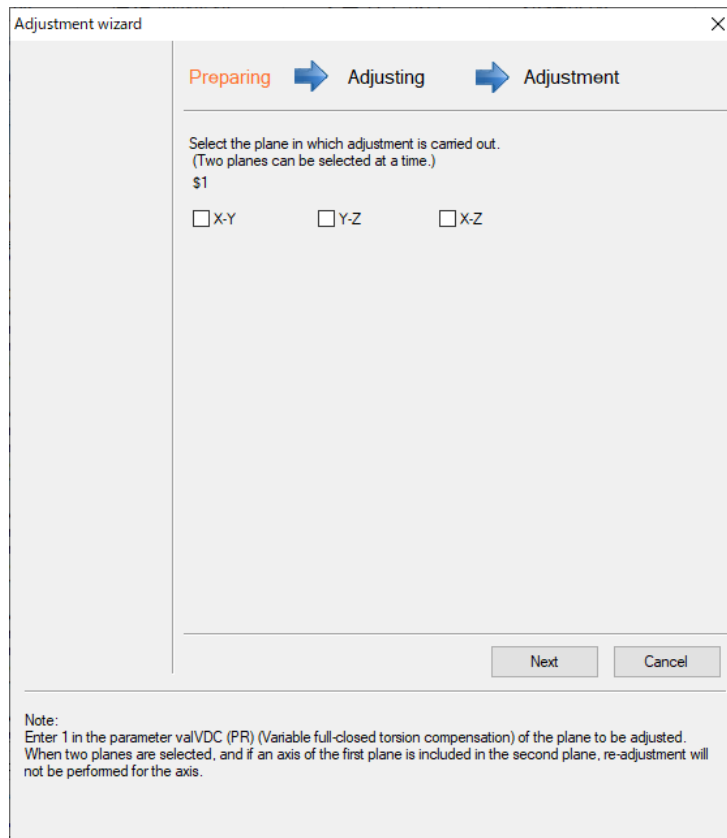 Adjustment wizard
Preparing Adjusting Adjustment
Select the plane in which adjustment is carried out.
(Two planes can be selected at a time.)
$1
X-Y Y-Z X-Z
Next Cancel
Note:
Enter 1 in the parameter valVDC (PR) (Variable full-closed torsion compensation) of the plane to be adjusted.
When two planes are selected, and if an axis of the first plane is included in the second plane, re-adjustment will
not be performed for the axis.